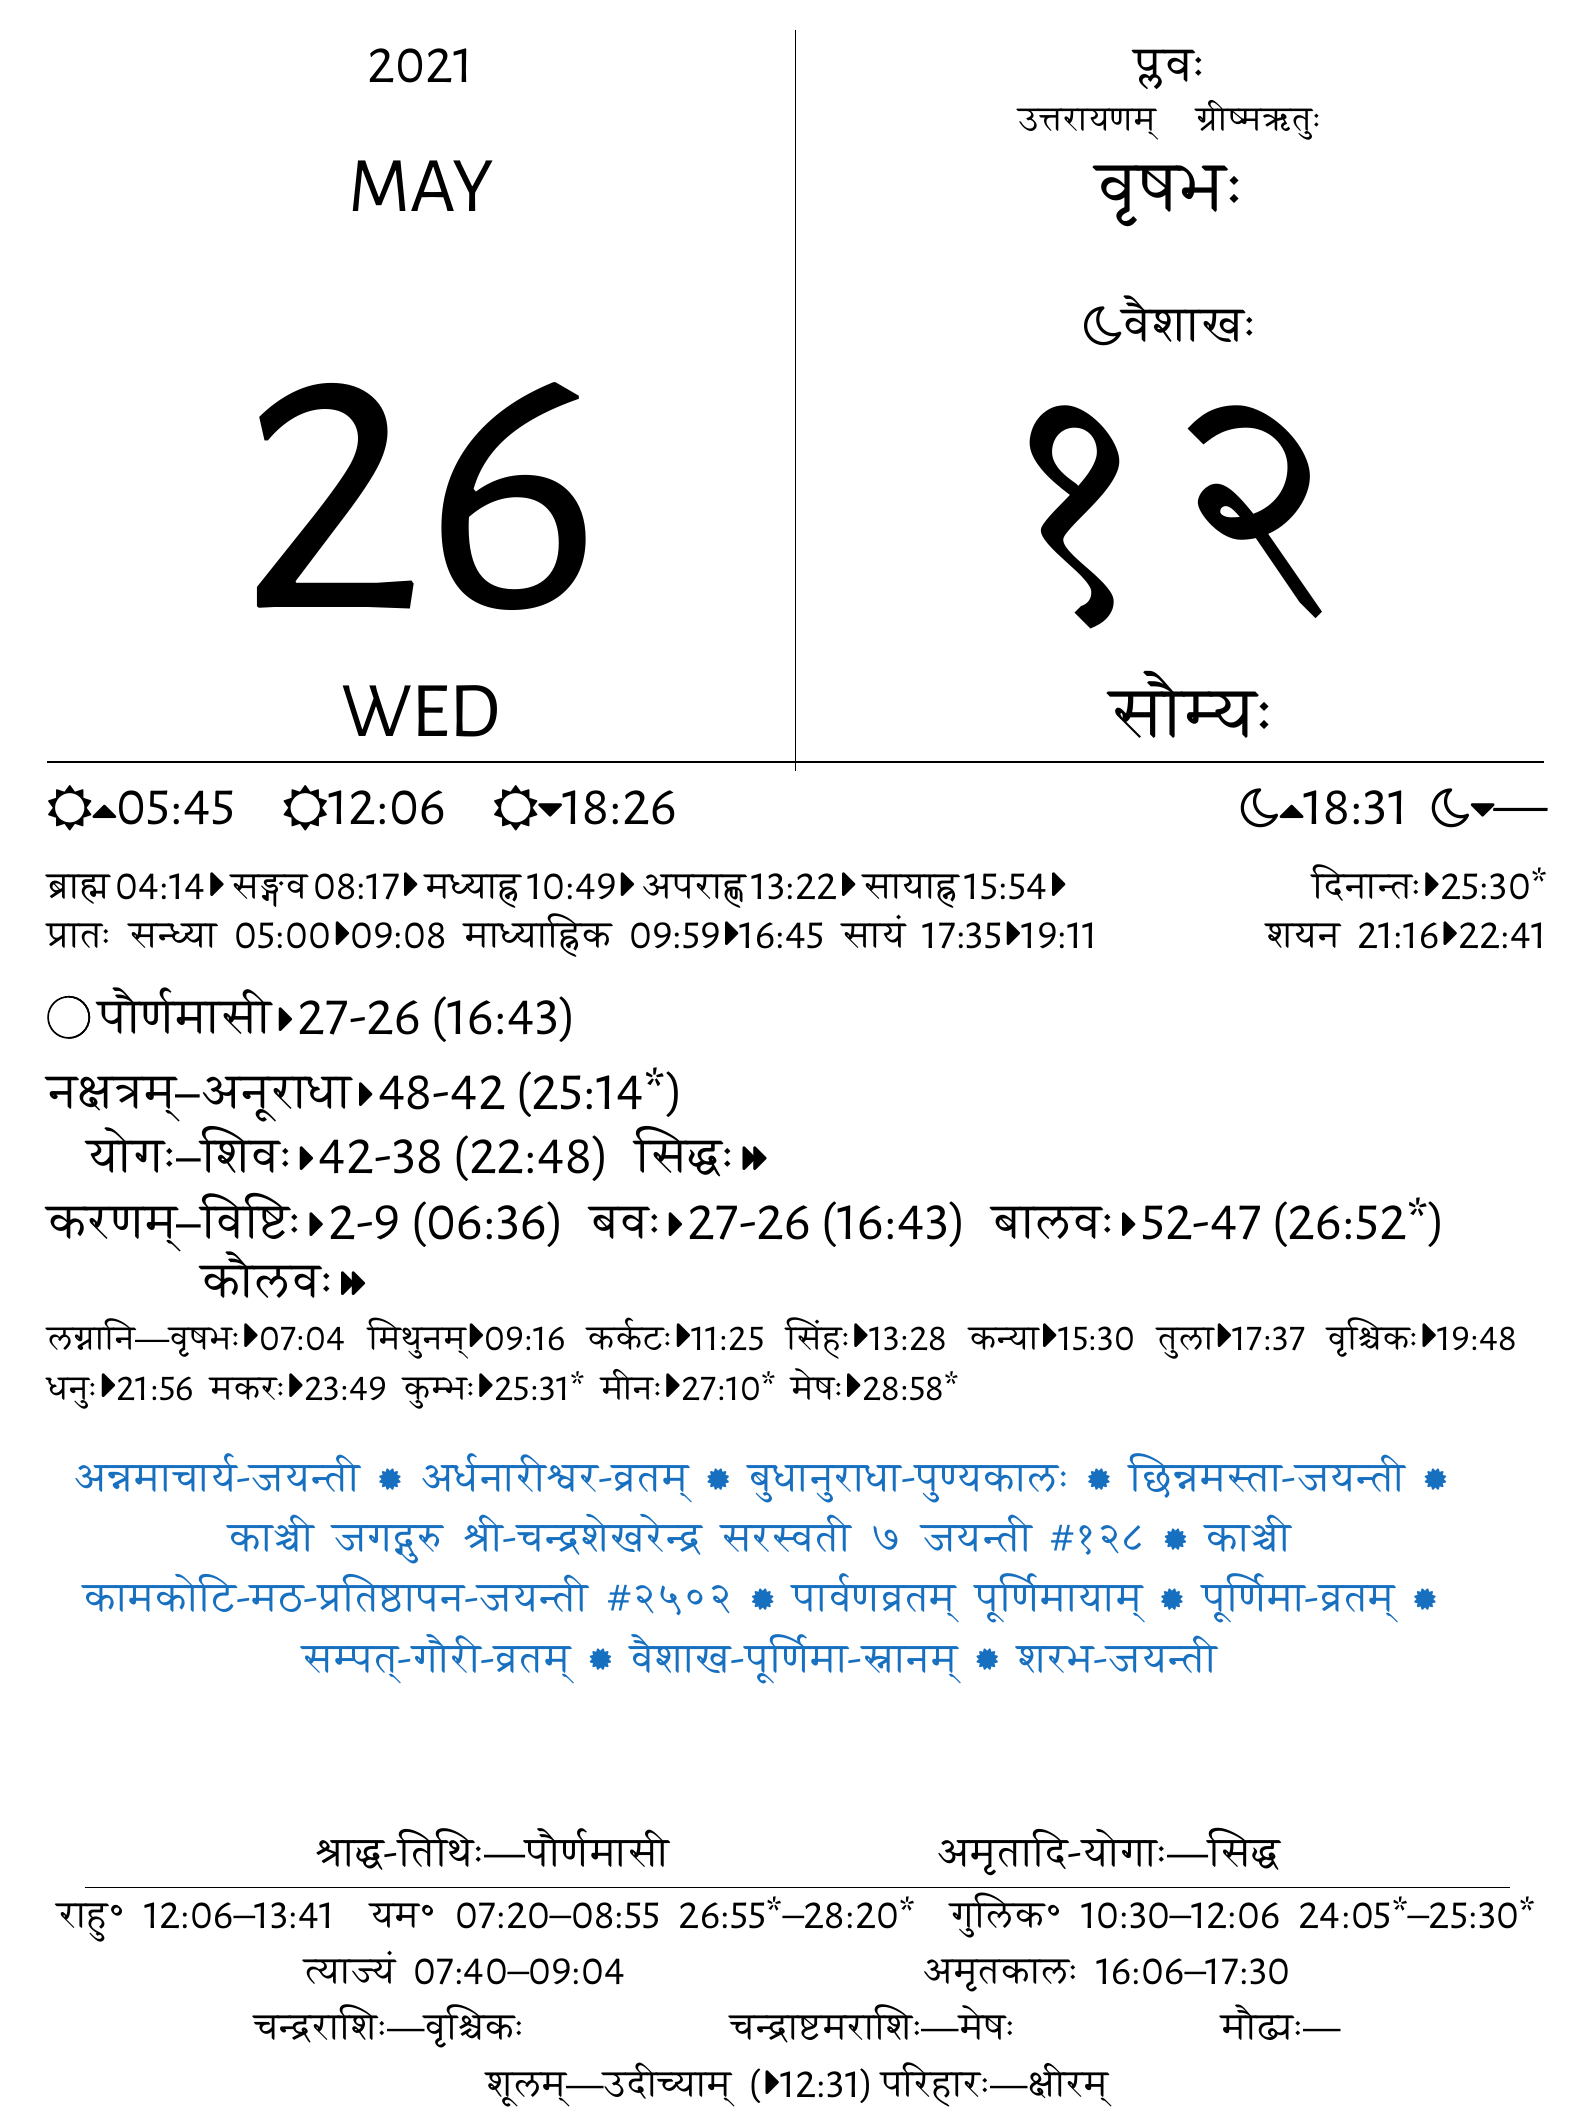 2021
MAY
26
WED
प्लवः
उत्तरायणम् ग्रीष्मऋतुः
वृषभः
वैशाखः
१२
सौम्यः
05:45 12:06 18:26 18:31 —
ब्राह्म 04:14 सङ्गव 08:17 मध्याह्न 10:49 अपराह्ण 13:22 सायाह्न 15:54 दिनान्तः 25:30*
प्रातः सन्ध्या 05:00 09:08 माध्याह्निक 09:59 16:45 सायं 17:35 19:11 शयन 21:16 22:41
पौर्णमासी 27-26 (16:43)
नक्षत्रम्–अनूराधा 48-42 (25:14*)
योगः–शिवः 42-38 (22:48) सिद्धः
करणम्–विष्टिः 2-9 (06:36) बवः 27-26 (16:43) बालवः 52-47 (26:52*)
कौलवः
लग्नानि—वृषभः 07:04 मिथुनम् 09:16 कर्कटः 11:25 सिंहः 13:28 कन्या 15:30 तुला 17:37 वृश्चिकः 19:48
धनुः 21:56 मकरः 23:49 कुम्भः 25:31* मीनः 27:10* मेषः 28:58*
अन्नमाचार्य-जयन्ती अर्धनारीश्वर-व्रतम् बुधानुराधा-पुण्यकालः छिन्नमस्ता-जयन्ती
काञ्ची जगद्गुरु श्री-चन्द्रशेखरेन्द्र सरस्वती ७ जयन्ती #१२८ काञ्ची
कामकोटि-मठ-प्रतिष्ठापन-जयन्ती #२५०२ पार्वणव्रतम् पूर्णिमायाम् पूर्णिमा-व्रतम्
सम्पत्-गौरी-व्रतम् वैशाख-पूर्णिमा-स्नानम् शरभ-जयन्ती
श्राद्ध-तिथिः—पौर्णमासी अमृतादि-योगाः—सिद्ध
राहु° 12:06–13:41 यम° 07:20–08:55 26:55*–28:20* गुलिक° 10:30–12:06 24:05*–25:30*
त्याज्यं 07:40–09:04 अमृतकालः 16:06–17:30
चन्द्रराशिः—वृश्चिकः चन्द्राष्टमराशिः—मेषः मौढ्यः—
शूलम्—उदीच्याम् (12:31) परिहारः—क्षीरम्